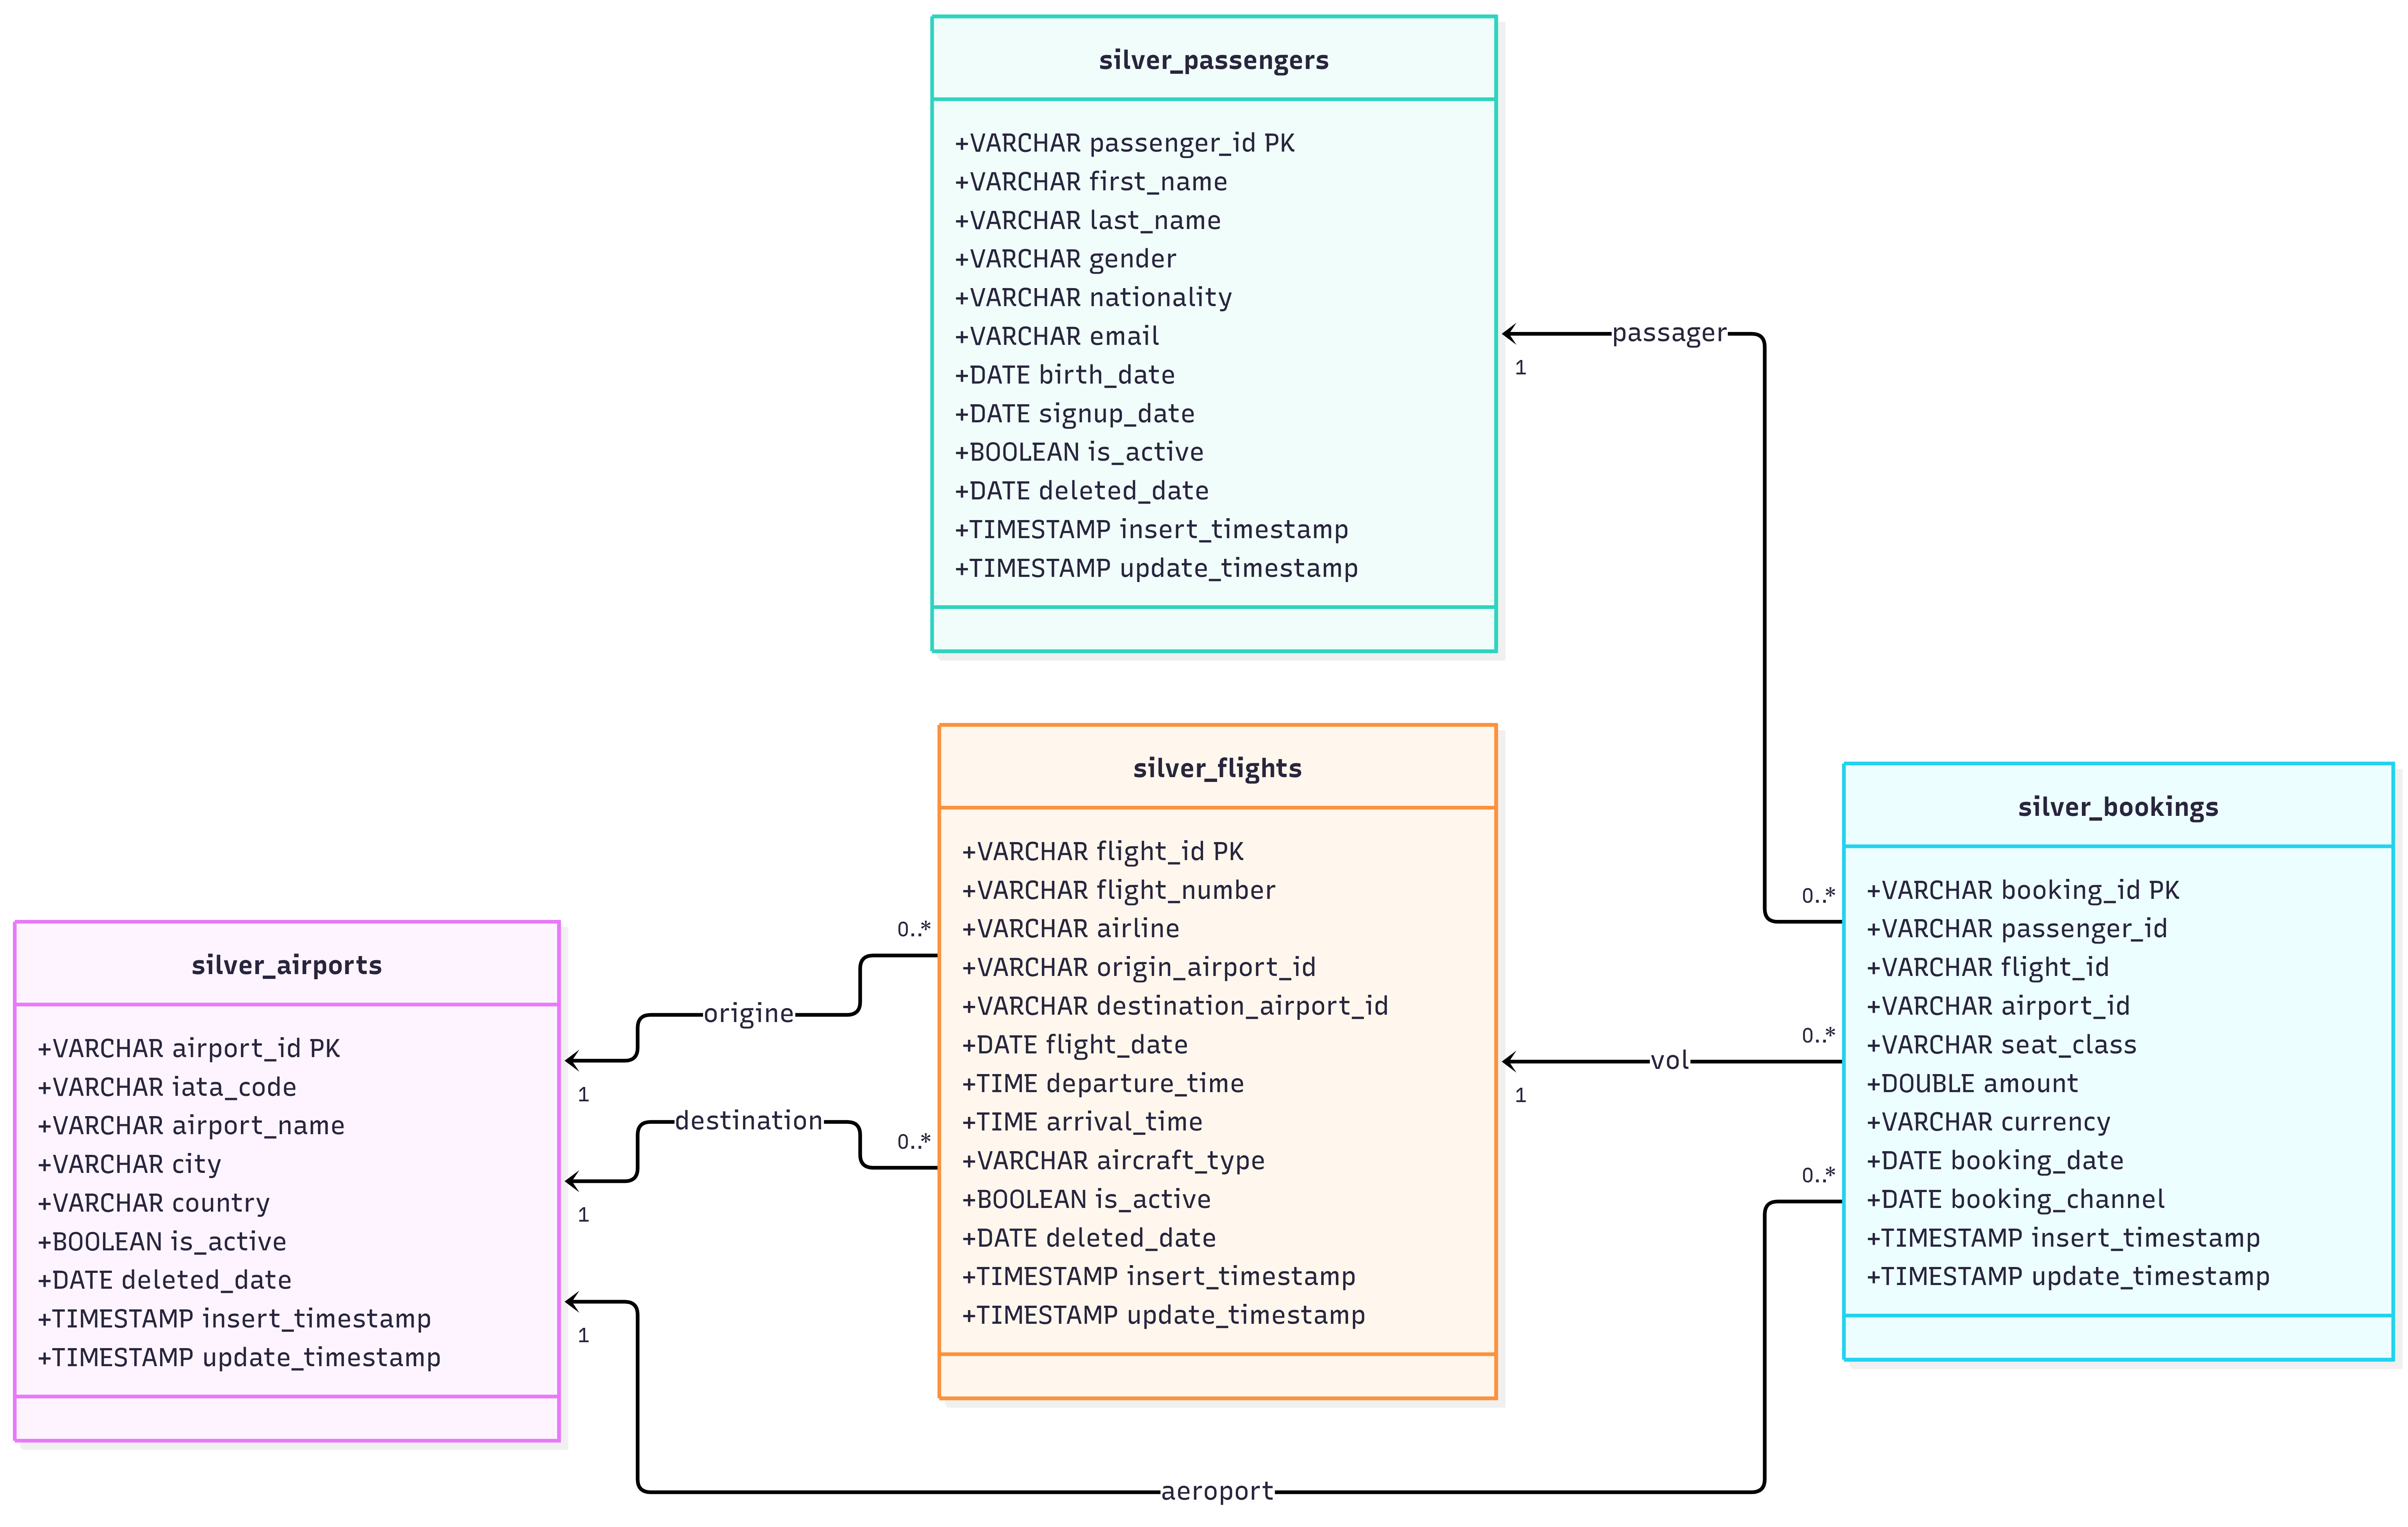 silver_passengers
+VARCHAR passenger_id PK
+VARCHAR first_name
+VARCHAR last_name
+VARCHAR gender
+VARCHAR nationality
+VARCHAR email
+DATE birth_date
+DATE signup_date
+BOOLEAN is_active
+DATE deleted_date
+TIMESTAMP insert_timestamp
+TIMESTAMP update_timestamp
passager
1
0..*
silver_flights
+VARCHAR flight_id PK
+VARCHAR flight_number
+VARCHAR airline
+VARCHAR origin_airport_id
+VARCHAR destination_airport_id
+DATE flight_date
+TIME departure_time
+TIME arrival_time
+VARCHAR aircraft_type
+BOOLEAN is_active
+DATE deleted_date
+TIMESTAMP insert_timestamp
+TIMESTAMP update_timestamp
silver_bookings
+VARCHAR booking_id PK
+VARCHAR passenger_id
+VARCHAR flight_id
+VARCHAR airport_id
+VARCHAR seat_class
+DOUBLE amount
+VARCHAR currency
+DATE booking_date
+DATE booking_channel
+TIMESTAMP insert_timestamp
+TIMESTAMP update_timestamp
silver_airports
+VARCHAR airport_id PK
+VARCHAR iata_code
+VARCHAR airport_name
+VARCHAR city
+VARCHAR country
+BOOLEAN is_active
+DATE deleted_date
+TIMESTAMP insert_timestamp
+TIMESTAMP update_timestamp
0..*
origine
1
destination
0..*
1
0..*
vol
1
0..*
1
aeroport